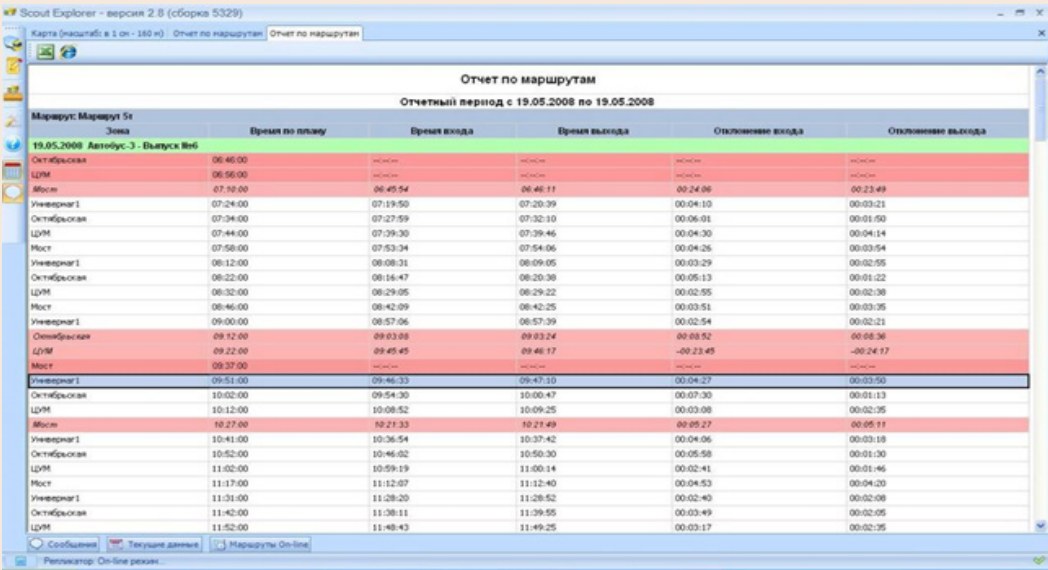 Scout Explorer - версия 2.8 (сборка 5329)
Карта (масштаб: в 1 см - 160 м) Отчет по маршрутам Отчет по маршрутам
Отчет по маршрутам
Отчетный период с 19.05.2008 по 19.05.2008
Маршрут: Маршрут 5т
Зона Время по плану Время входа Время выхода Отклонение входа Отклонение выхода
19.05.2008 Автобус-3 - Выпуск №6
Октябрьская 06:46:00 --:--:-- --:--:-- --:--:-- --:--:--
ЦУМ 06:56:00 --:--:-- --:--:-- --:--:-- --:--:--
Мост 07:10:00 06:45:54 06:46:11 00:24:06 00:23:49
Универмаг1 07:24:00 07:19:50 07:20:39 00:04:10 00:03:21
Октябрьская 07:34:00 07:27:59 07:32:10 00:06:01 00:01:50
ЦУМ 07:44:00 07:39:30 07:39:46 00:04:30 00:04:14
Мост 07:58:00 07:53:34 07:54:06 00:04:26 00:03:54
Универмаг1 08:12:00 08:08:31 08:09:05 00:03:29 00:02:55
Октябрьская 08:22:00 08:16:47 08:20:38 00:05:13 00:01:22
ЦУМ 08:32:00 08:29:05 08:29:22 00:02:55 00:02:38
Мост 08:46:00 08:42:09 08:42:25 00:03:51 00:03:35
Универмаг1 09:00:00 08:57:06 08:57:39 00:02:54 00:02:21
Октябрьская 09:12:00 09:03:08 09:03:24 00:08:52 00:08:36
ЦУМ 09:22:00 09:45:45 09:46:17 -00:23:45 -00:24:17
Мост 09:37:00 --:--:-- --:--:-- --:--:-- --:--:--
Универмаг1 09:51:00 09:46:33 09:47:10 00:04:27 00:03:50
Октябрьская 10:02:00 09:54:30 10:00:47 00:07:30 00:01:13
ЦУМ 10:12:00 10:08:52 10:09:25 00:03:08 00:02:35
Мост 10:27:00 10:21:33 10:21:49 00:05:27 00:05:11
Универмаг1 10:41:00 10:36:54 10:37:42 00:04:06 00:03:18
Октябрьская 10:52:00 10:46:02 10:50:30 00:05:58 00:01:30
ЦУМ 11:02:00 10:59:19 11:00:14 00:02:41 00:01:46
Мост 11:17:00 11:12:07 11:12:40 00:04:53 00:04:20
Универмаг1 11:31:00 11:28:20 11:28:52 00:02:40 00:02:08
Октябрьская 11:42:00 11:38:11 11:39:55 00:03:49 00:02:05
ЦУМ 11:52:00 11:48:43 11:49:25 00:03:17 00:02:35
Сообщения Текущие данные Маршруты On-line
Репликатор: On-line режим...